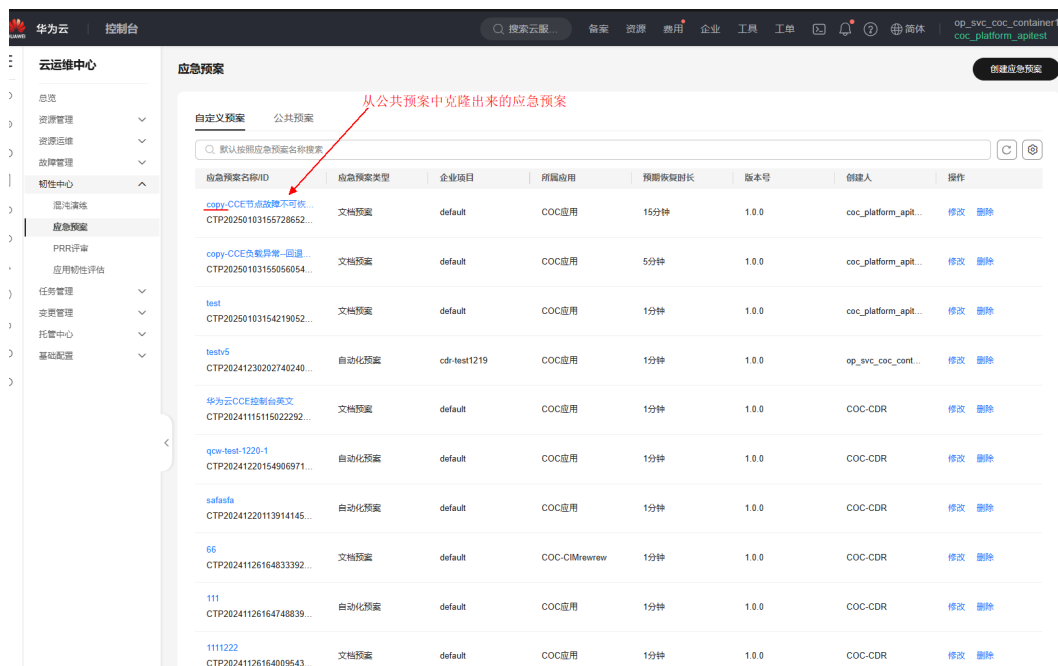 HUAWEI
华为云 控制台 搜索云服... 备案 资源 费用 企业 工具 工单 简体 op_svc_coc_container1
coc_platform_apitest
云运维中心
总览
资源管理
资源运维
故障管理
韧性中心
混沌演练
应急预案
PRR评审
应用韧性评估
任务管理
变更管理
托管中心
基础配置
应急预案 创建应急预案
从公共预案中克隆出来的应急预案
自定义预案 公共预案
默认按照应急预案名称搜索
应急预案名称/ID 应急预案类型 企业项目 所属应用 预期恢复时长 版本号 创建人 操作
copy-CCE节点故障不可恢...
CTP20250103155728652... 文档预案 default COC应用 15分钟 1.0.0 coc_platform_apit... 修改 删除
copy-CCE负载异常--回退...
CTP20250103155056054... 文档预案 default COC应用 5分钟 1.0.0 coc_platform_apit... 修改 删除
test
CTP20250103154219052... 文档预案 default COC应用 1分钟 1.0.0 coc_platform_apit... 修改 删除
testv5
CTP20241230202740240... 自动化预案 cdr-test1219 COC应用 1分钟 1.0.0 op_svc_coc_cont... 修改 删除
华为云CCE控制台英文
CTP20241115115022292... 文档预案 default COC应用 1分钟 1.0.0 COC-CDR 修改 删除
qcw-test-1220-1
CTP20241220154906971... 自动化预案 default COC应用 1分钟 1.0.0 COC-CDR 修改 删除
safasfa
CTP20241220113914145... 自动化预案 default COC应用 1分钟 1.0.0 COC-CDR 修改 删除
66
CTP20241126164833392... 文档预案 default COC-CIMrewrew 1分钟 1.0.0 COC-CDR 修改 删除
111
CTP20241126164748839... 自动化预案 default COC应用 1分钟 1.0.0 COC-CDR 修改 删除
1111222
CTP20241126164009543... 文档预案 default COC应用 1分钟 1.0.0 COC-CDR 修改 删除